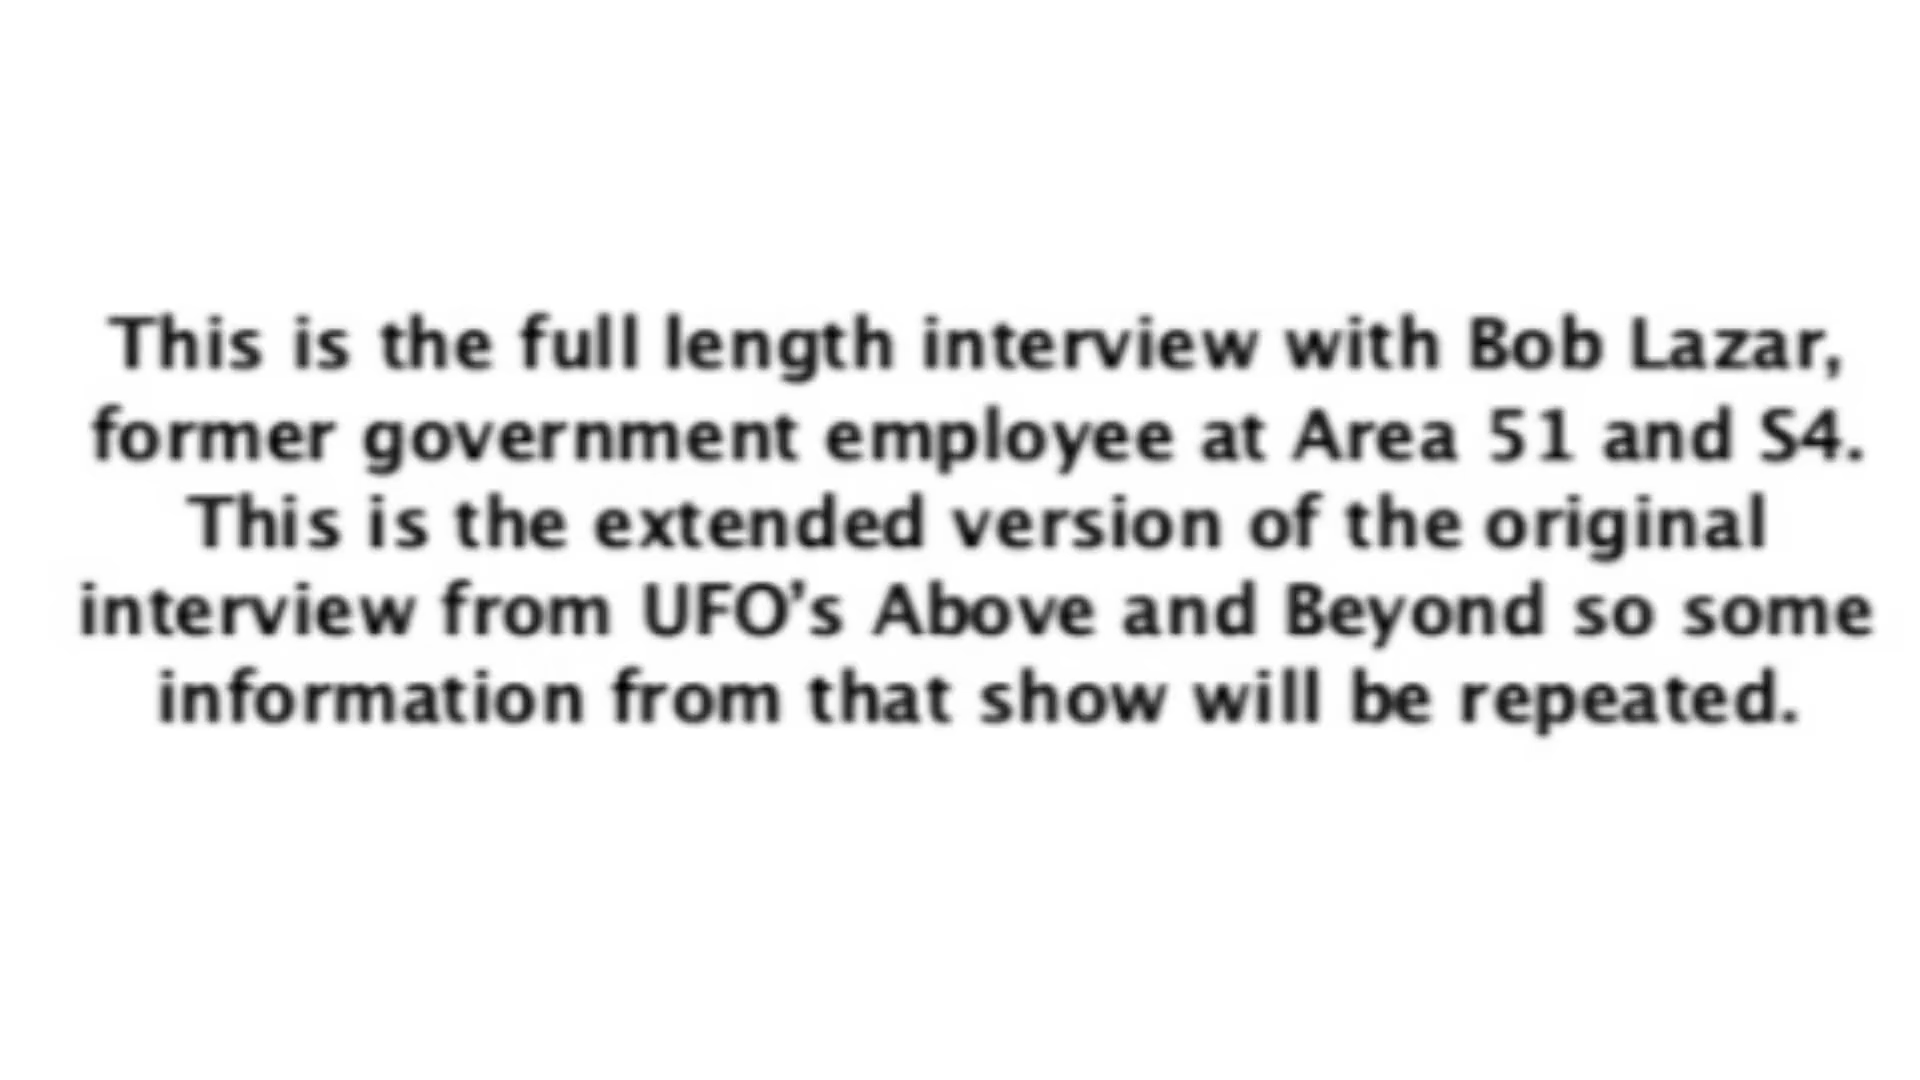 This is the full length interview with Bob Lazar,
former government employee at Area 51 and S4.
This is the extended version of the original
interview from UFO’s Above and Beyond so some
information from that show will be repeated.